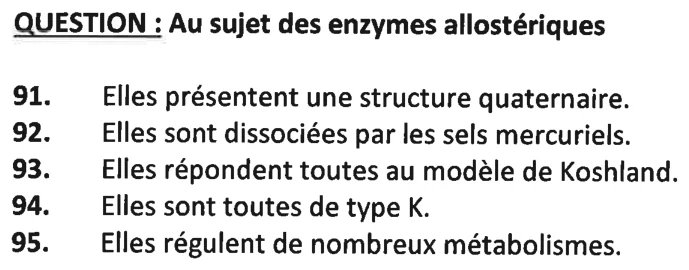 QUESTION : Au sujet des enzymes allostériques
91. Elles présentent une structure quaternaire.
92. Elles sont dissociées par les sels mercuriels.
93. Elles répondent toutes au modèle de Koshland.
94. Elles sont toutes de type K.
95. Elles régulent de nombreux métabolismes.